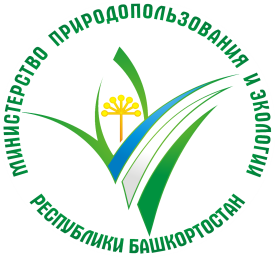 МИНИСТЕРСТВО ПРИРОДОПОЛЬЗОВАНИЯ И ЭКОЛОГИИ
РЕСПУБЛИКИ БАШКОРТОСТАН